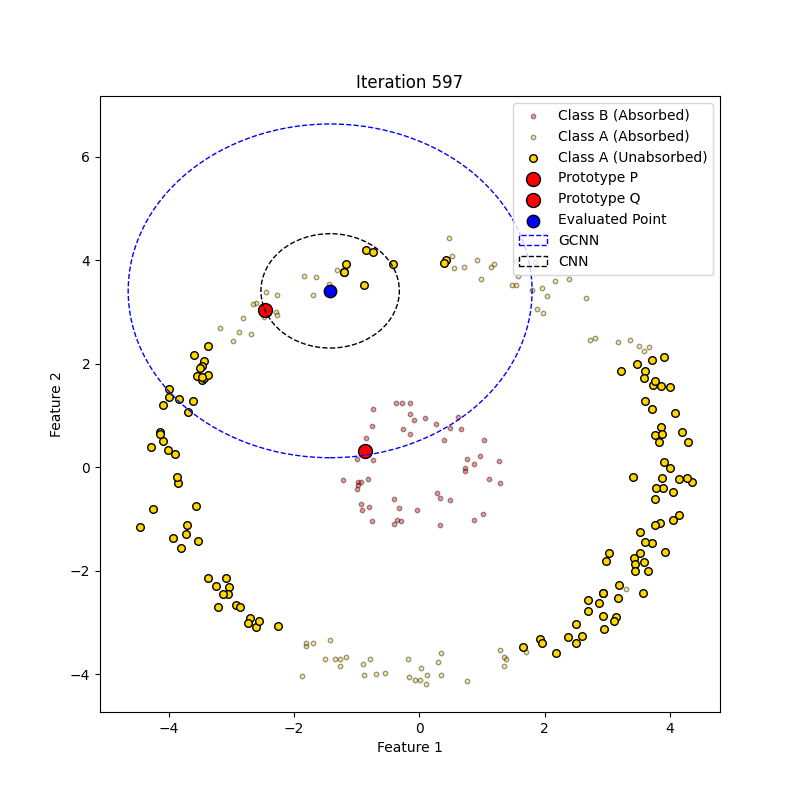 Iteration 597
Class B (Absorbed)
Class A (Absorbed)
Class A (Unabsorbed)
Prototype P
Prototype Q
Evaluated Point
GCNN
CNN
6
4
2
0
−2
−4
Feature 2
−4 −2 0 2 4
Feature 1